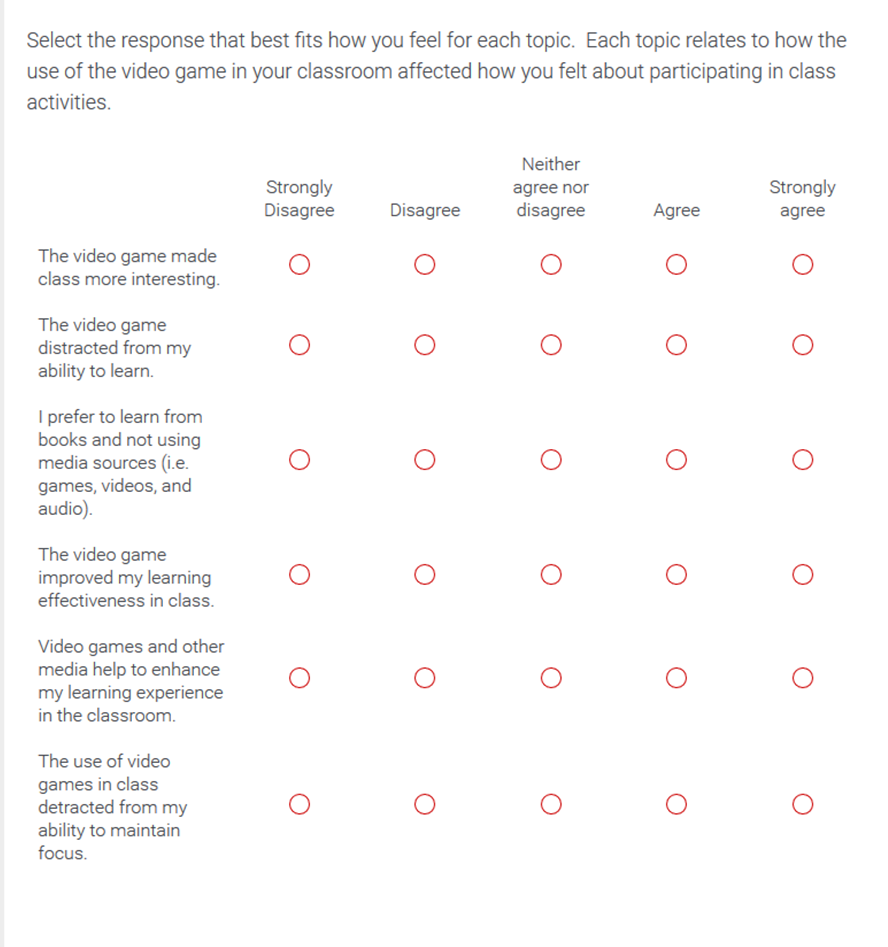 Select the response that best fits how you feel for each topic.  Each topic relates to how the
use of the video game in your classroom affected how you felt about participating in class
activities.
Strongly
Disagree
Disagree
Neither
agree nor
disagree
Agree
Strongly
agree
The video game made
class more interesting.
The video game
distracted from my
ability to learn.
I prefer to learn from
books and not using
media sources (i.e.
games, videos, and
audio).
The video game
improved my learning
effectiveness in class.
Video games and other
media help to enhance
my learning experience
in the classroom.
The use of video
games in class
detracted from my
ability to maintain
focus.